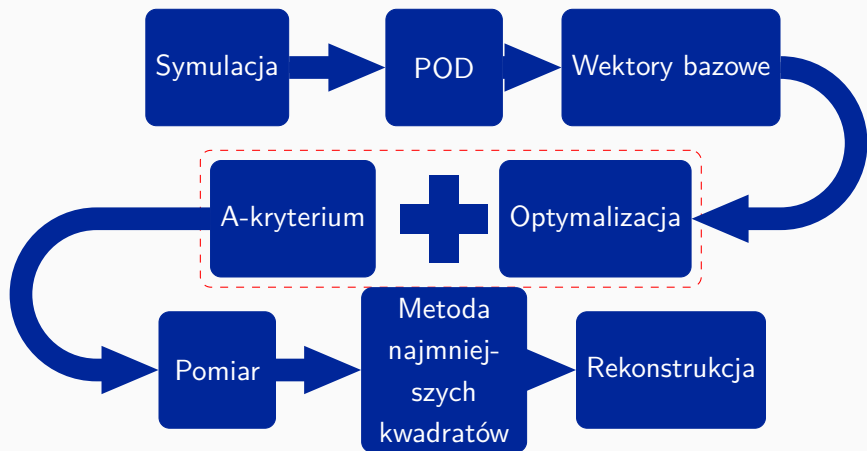 Symulacja
POD
Wektory bazowe
A-kryterium
Optymalizacja
Pomiar
Metoda
najmniej-
szych
kwadratów
Rekonstrukcja